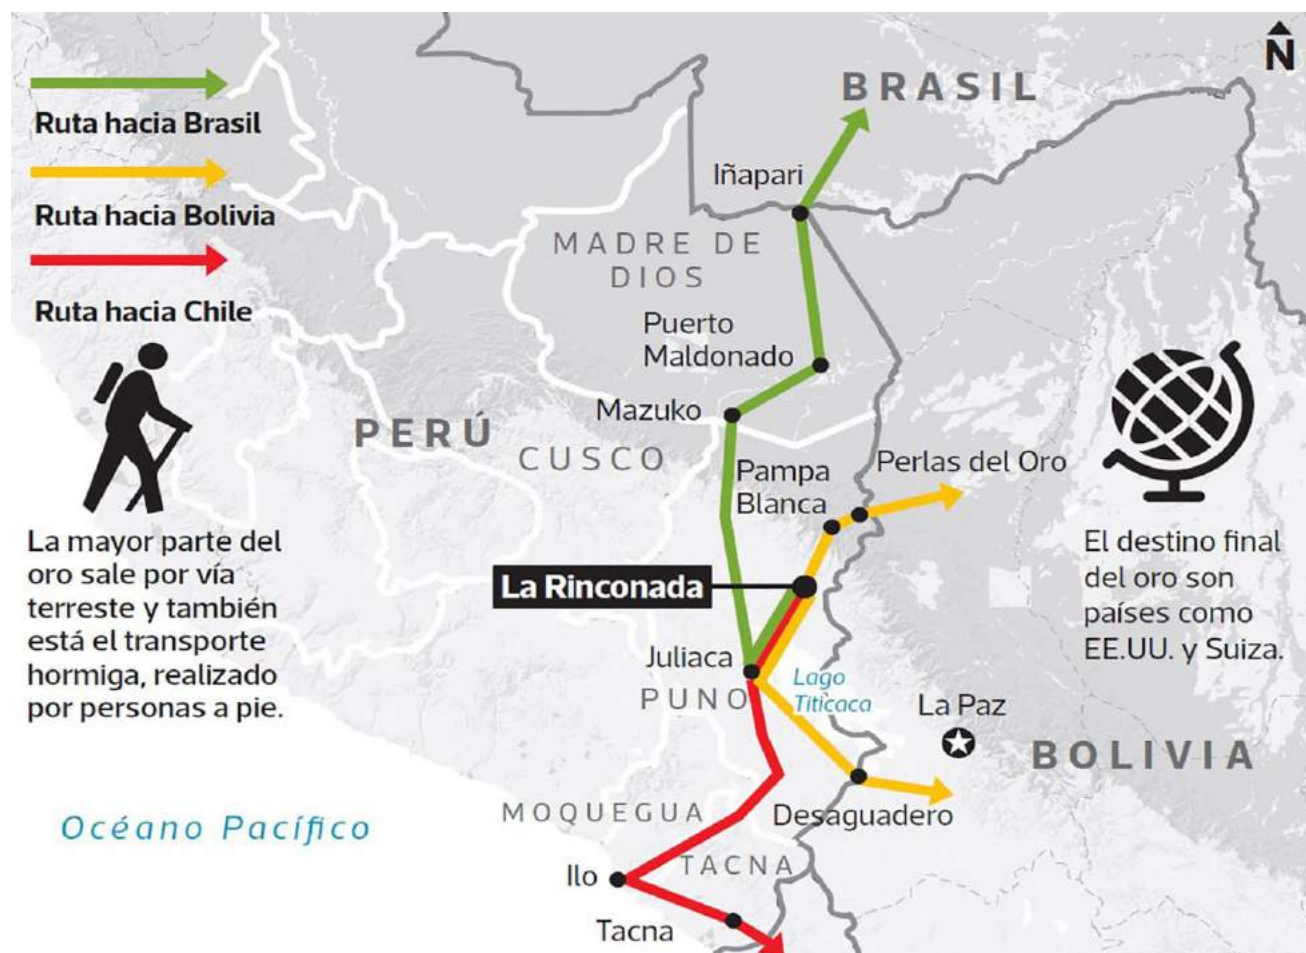 N
BRASIL
Ruta hacia Brasil
Iñapari
Ruta hacia Bolivia
MADRE DE
DIOS
Ruta hacia Chile
Puerto
Maldonado
Mazuko
PERÚ
CUSCO
Pampa
Blanca
Perlas del Oro
La mayor parte del
oro sale por vía
terreste y también
está el transporte
hormiga, realizado
por personas a pie.
El destino final
del oro son
países como
EE.UU. y Suiza.
La Rinconada
Juliaca
PUNO
Lago
Titicaca
La Paz
BOLIVIA
Desaguadero
MOQUEGUA
Océano Pacífico
TACNA
Ilo
Tacna